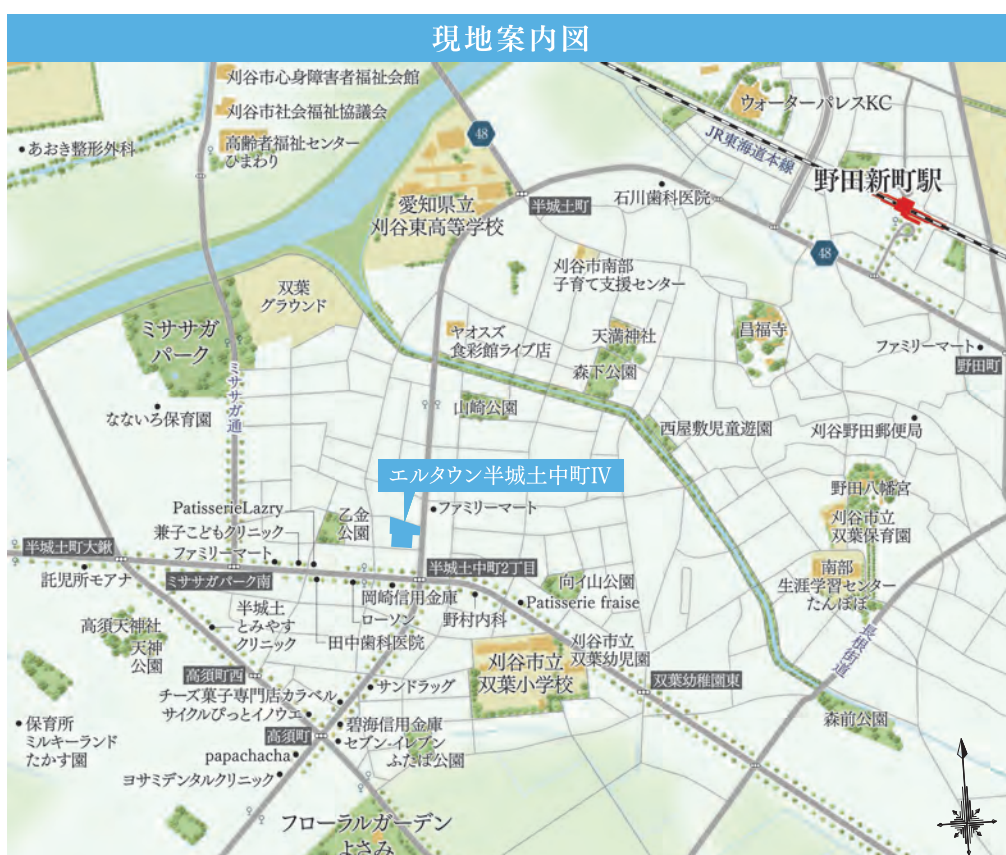 現地案内図
刈谷市心身障害者福祉会館
刈谷市社会福祉協議会
高齢者福祉センター
ひまわり
あおき整形外科
48
ウォーターパレスKC
JR東海道本線
野田新町駅
愛知県立
刈谷東高等学校
半城土町
石川歯科医院
48
刈谷市南部
子育て支援センター
双葉
グラウンド
ミササガ
パーク
ヤオスズ
食彩館ライブ店
天満神社
昌福寺
ファミリーマート
野田町
森下公園
ミササガ通
なないろ保育園
山崎公園
西屋敷児童遊園
刈谷野田郵便局
エルタウン半城土中町IV
野田八幡宮
PatisserieLazry
乙金
公園
ファミリーマート
刈谷市立
双葉保育園
兼子こどもクリニック
ファミリーマート
半城土町大鍬
半城土中町2丁目
南部
生涯学習センター
たんぽぽ
託児所モアナ
ミササガパーク南
岡崎信用金庫
向イ山公園
Patisserie fraise
半城土
とみやす
クリニック
ローソン
野村内科
高須天神社
天神
公園
田中歯科医院
刈谷市立
双葉幼児園
長根街道
刈谷市立
双葉小学校
高須町西
サンドラッグ
双葉幼稚園東
チーズ菓子専門店カラベル
サイクルぴっとイノウエ
森前公園
保育所
ミルキーランド
たかす園
碧海信用金庫
高須町
セブン-イレブン
papachacha
ふたば公園
ヨサミデンタルクリニック
フローラルガーデン
よさみ